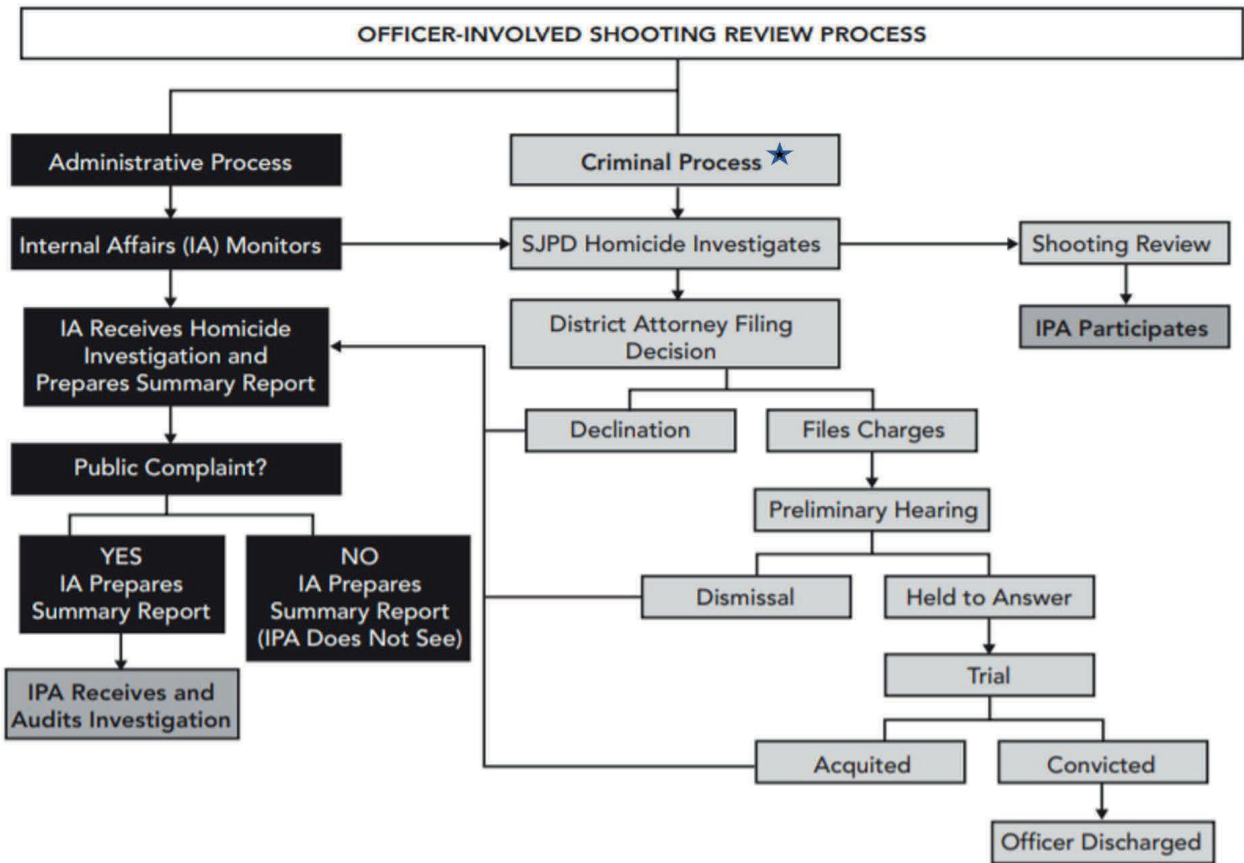 OFFICER-INVOLVED SHOOTING REVIEW PROCESS
Administrative Process
Criminal Process
Internal Affairs (IA) Monitors
SJPD Homicide Investigates
Shooting Review
IA Receives Homicide
Investigation and
Prepares Summary Report
District Attorney Filing
Decision
IPA Participates
Declination
Files Charges
Public Complaint?
Preliminary Hearing
YES
IA Prepares
Summary Report
NO
IA Prepares
Summary Report
(IPA Does Not See)
Dismissal
Held to Answer
IPA Receives and
Audits Investigation
Trial
Acquited
Convicted
Officer Discharged